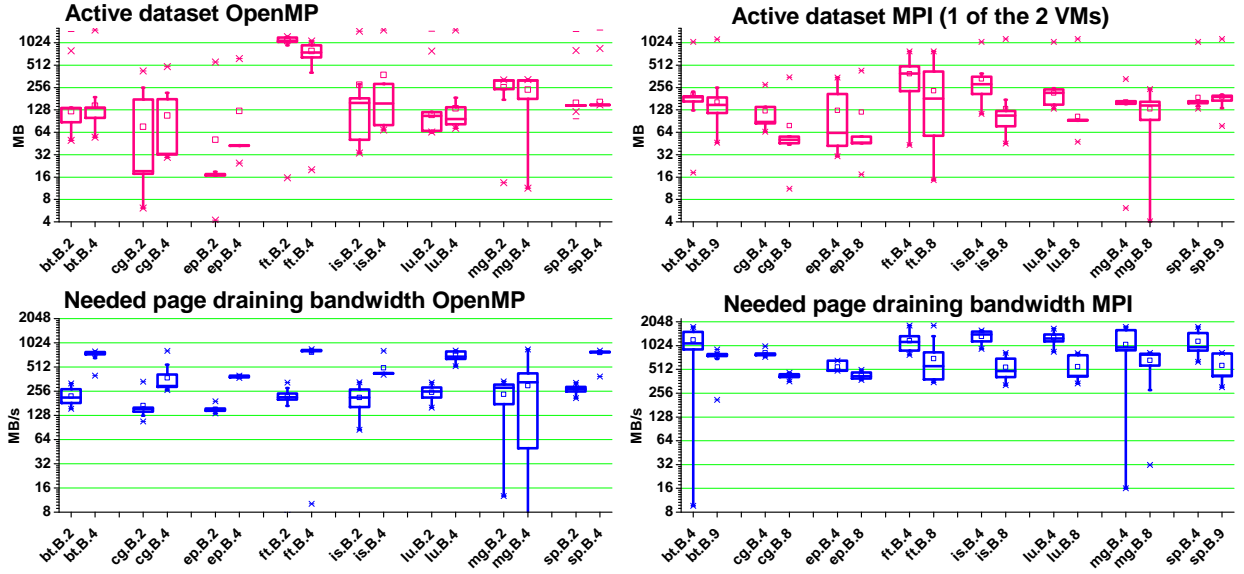 Active dataset OpenMP
1024
512
256
128
64
32
16
8
4
MB
bt.B.2
bt.B.4
cg.B.2
cg.B.4
ep.B.2
ep.B.4
ft.B.2
ft.B.4
is.B.2
is.B.4
lu.B.2
lu.B.4
mg.B.2
mg.B.4
sp.B.2
sp.B.4
Active dataset MPI (1 of the 2 VMs)
1024
512
256
128
64
32
16
8
4
MB
bt.B.4
bt.B.9
cg.B.4
cg.B.8
ep.B.4
ep.B.8
ft.B.4
ft.B.8
is.B.4
is.B.8
lu.B.4
lu.B.8
mg.B.4
mg.B.8
sp.B.4
sp.B.9
Needed page draining bandwidth OpenMP
2048
1024
512
256
128
64
32
16
8
MB/s
bt.B.2
bt.B.4
cg.B.2
cg.B.4
ep.B.2
ep.B.4
ft.B.2
ft.B.4
is.B.2
is.B.4
lu.B.2
lu.B.4
mg.B.2
mg.B.4
sp.B.2
sp.B.4
Needed page draining bandwidth MPI
2048
1024
512
256
128
64
32
16
8
MB/s
bt.B.4
bt.B.9
cg.B.4
cg.B.8
ep.B.4
ep.B.8
ft.B.4
ft.B.8
is.B.4
is.B.8
lu.B.4
lu.B.8
mg.B.4
mg.B.8
sp.B.4
sp.B.9